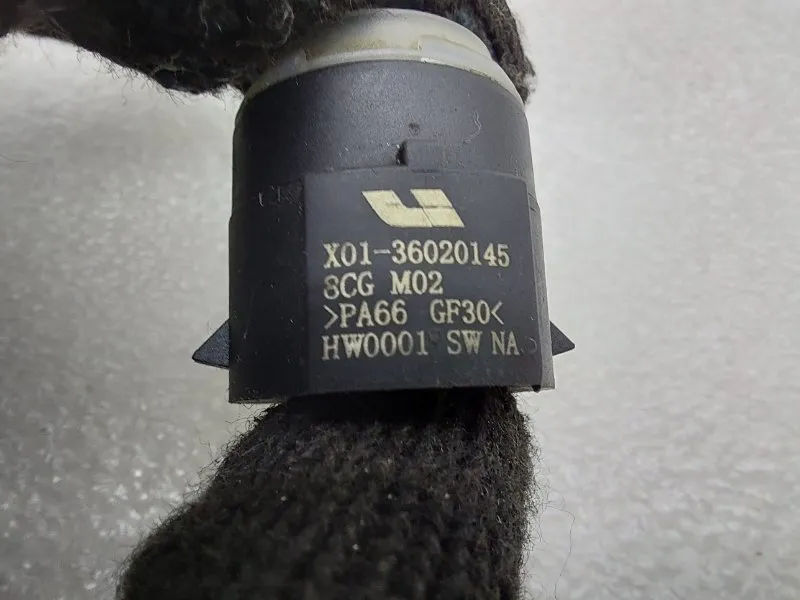 X01-36020145
8CG M02
>PA66 GF30<
HW0001 SW NA